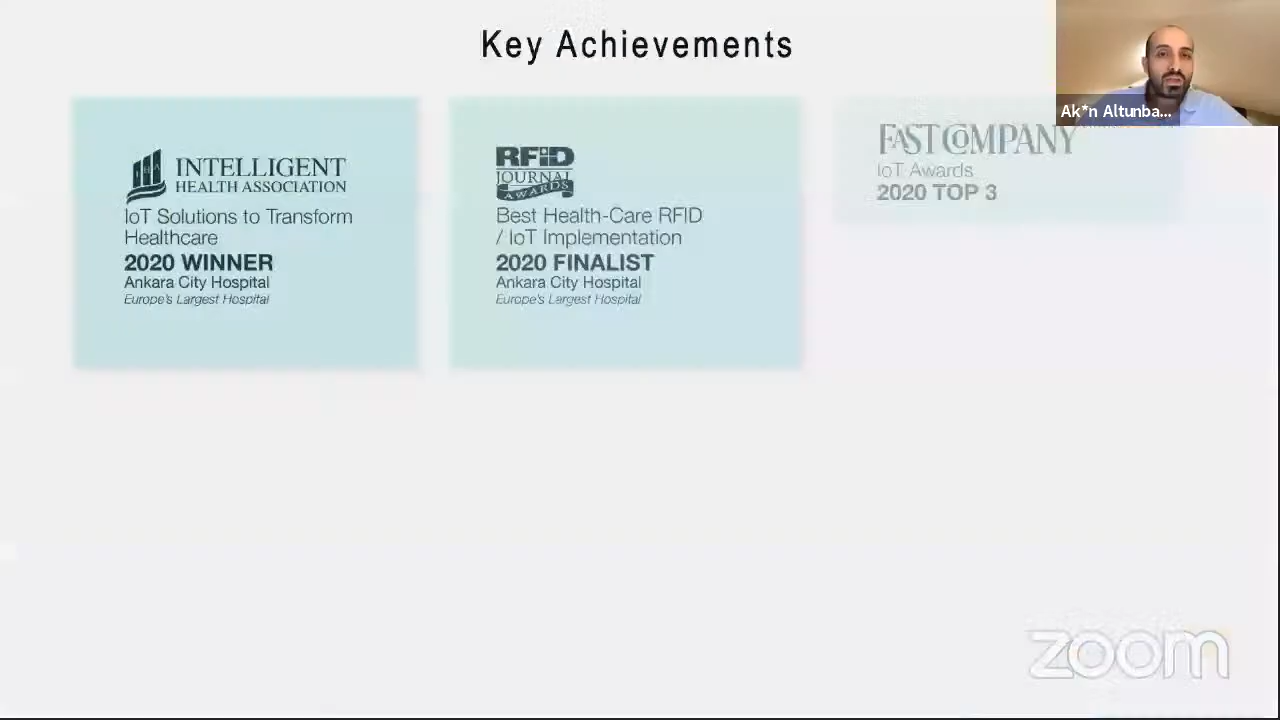 Key Achievements
Ak*n Altunba...
IHA
INTELLIGENT
HEALTH ASSOCIATION
IoT Solutions to Transform
Healthcare
2020 WINNER
Ankara City Hospital
Europe's Largest Hospital
RFiD
JOURNAL
AWARDS
Best Health-Care RFID
/ IoT Implementation
2020 FINALIST
Ankara City Hospital
Europe's Largest Hospital
FAST COMPANY
IoT Awards
2020 TOP 3
zoom